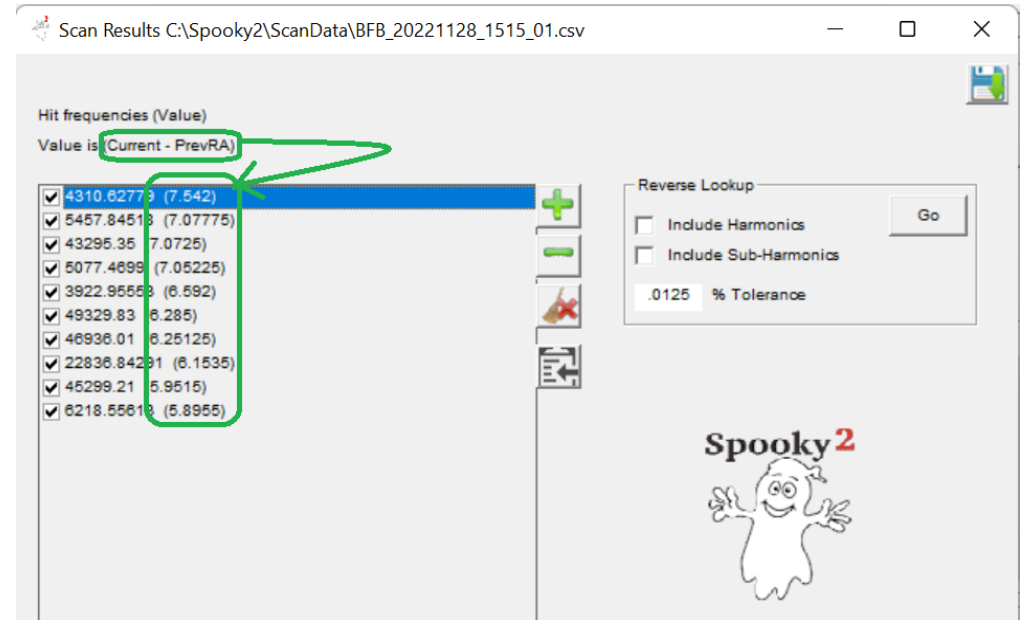 Scan Results C:\Spooky2\ScanData\BFB_20221128_1515_01.csv
Hit frequencies (Value)
Value is (Current - PrevRA)
4310.62779 (7.542)
5457.84513 (7.07775)
43295.35 (7.0725)
5077.4699 (7.05225)
3922.95553 (6.592)
49329.83 (6.285)
46936.01 (6.25125)
22836.84291 (6.1535)
45299.21 (5.9515)
6218.55613 (5.8955)
Reverse Lookup
Include Harmonics
Go
Include Sub-Harmonics
.0125 % Tolerance
Spooky2